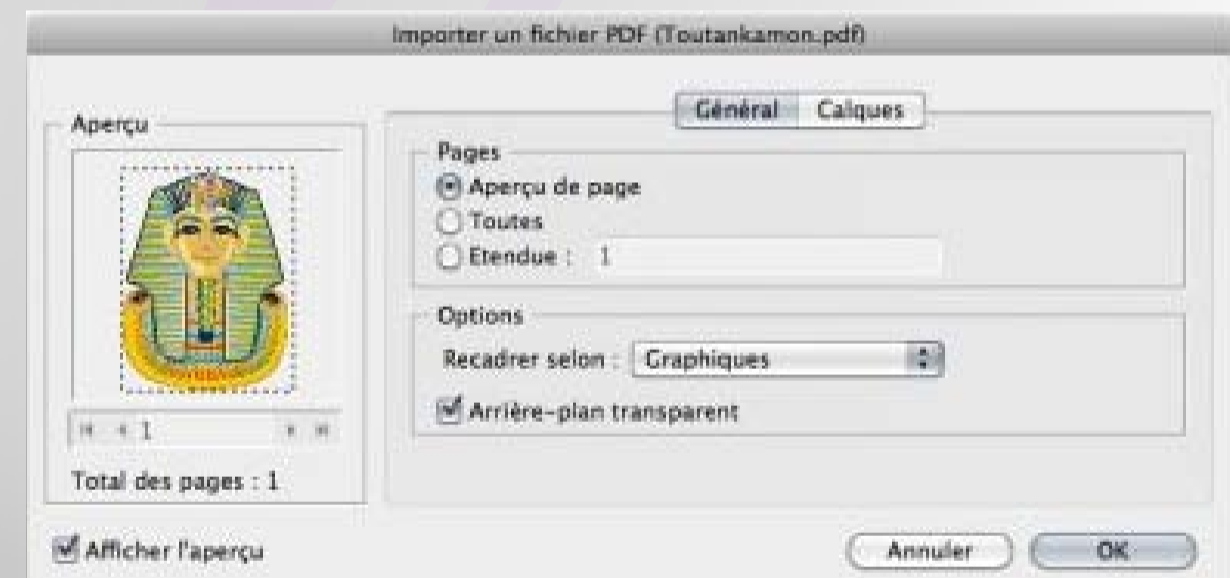 Importer un fichier PDF (Toutankamon.pdf)
Aperçu
1
Total des pages : 1
Afficher l'aperçu
Général Calques
Pages
Aperçu de page
Toutes
Etendue : 1
Options
Recadrer selon : Graphiques
Arrière-plan transparent
Annuler OK